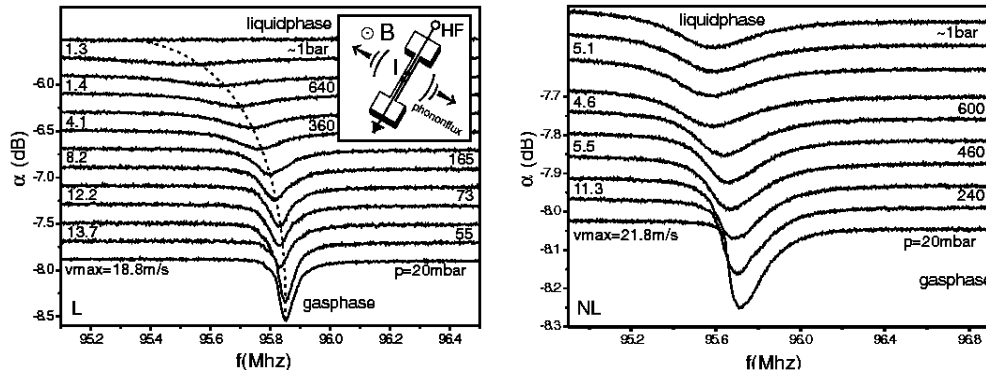 liquidphase
1.3
~1bar
1.4
640
4.1
360
8.2
165
12.2
73
13.7
55
vmax=18.8m/s
p=20mbar
gasphase
L
-6.0
-6.5
-7.0
-7.5
-8.0
-8.5
α (dB)
95.2
95.4
95.6
95.8
96.0
96.2
96.4
f(Mhz)
B
HF
I
phononflux
liquidphase
~1bar
5.1
4.6
600
5.5
460
11.3
240
vmax=21.8m/s
p=20mbar
gasphase
NL
-7.7
-7.8
-7.9
-8.0
-8.1
-8.2
-8.3
α (dB)
95.2
95.6
96.0
96.4
96.8
f(Mhz)